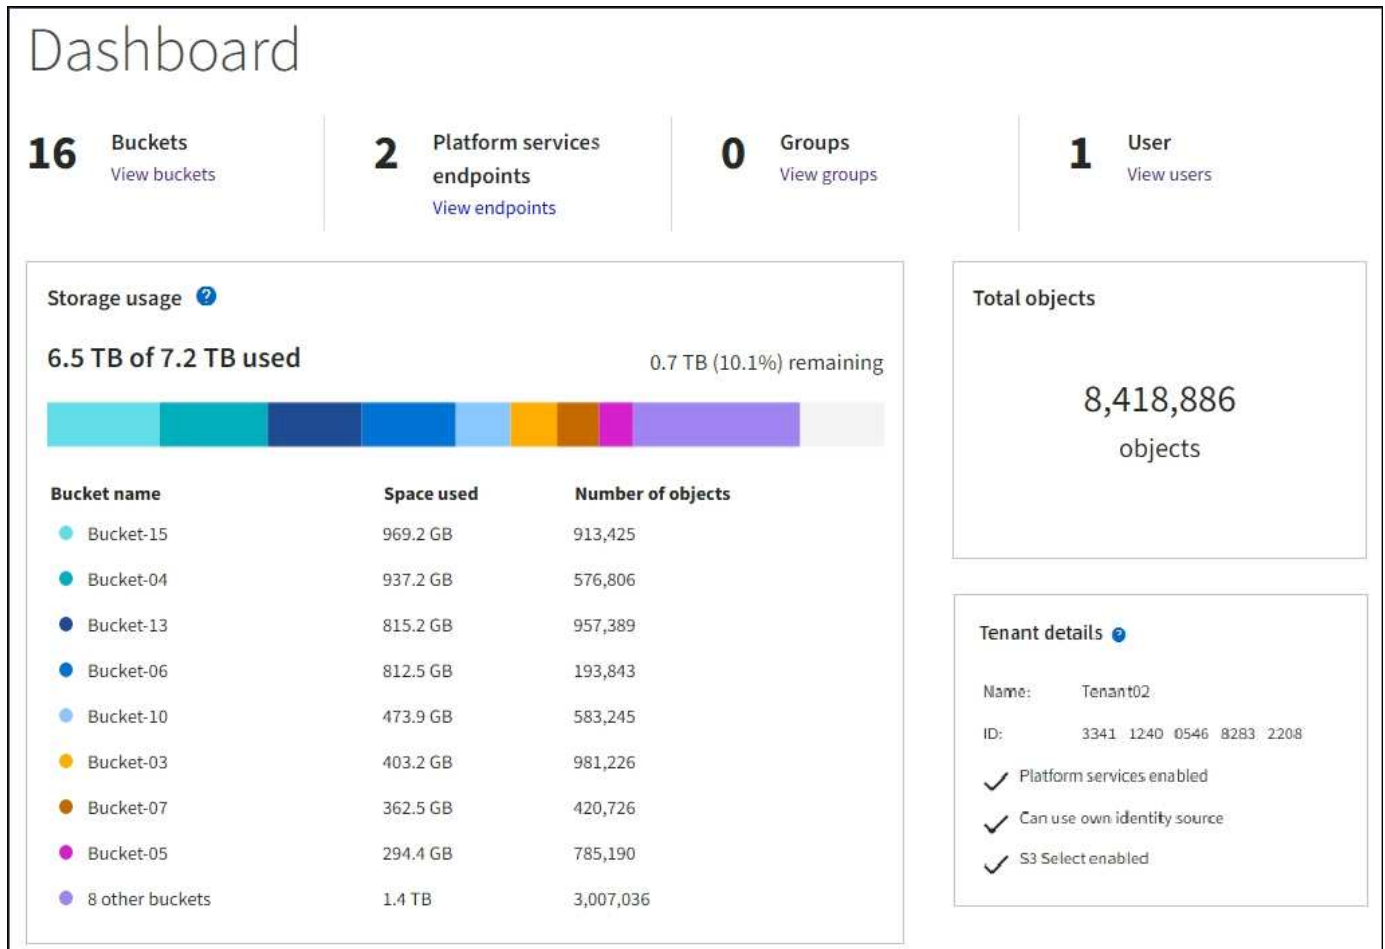 Dashboard
16 Buckets
View buckets
2 Platform services
endpoints
View endpoints
0 Groups
View groups
1 User
View users
Storage usage ?
6.5 TB of 7.2 TB used
0.7 TB (10.1%) remaining
Bucket name Space used Number of objects
Bucket-15 969.2 GB 913,425
Bucket-04 937.2 GB 576,806
Bucket-13 815.2 GB 957,389
Bucket-06 812.5 GB 193,843
Bucket-10 473.9 GB 583,245
Bucket-03 403.2 GB 981,226
Bucket-07 362.5 GB 420,726
Bucket-05 294.4 GB 785,190
8 other buckets 1.4 TB 3,007,036
Total objects
8,418,886
objects
Tenant details ?
Name: Tenant02
ID: 3341 1240 0546 8283 2208
Platform services enabled
Can use own identity source
S3 Select enabled